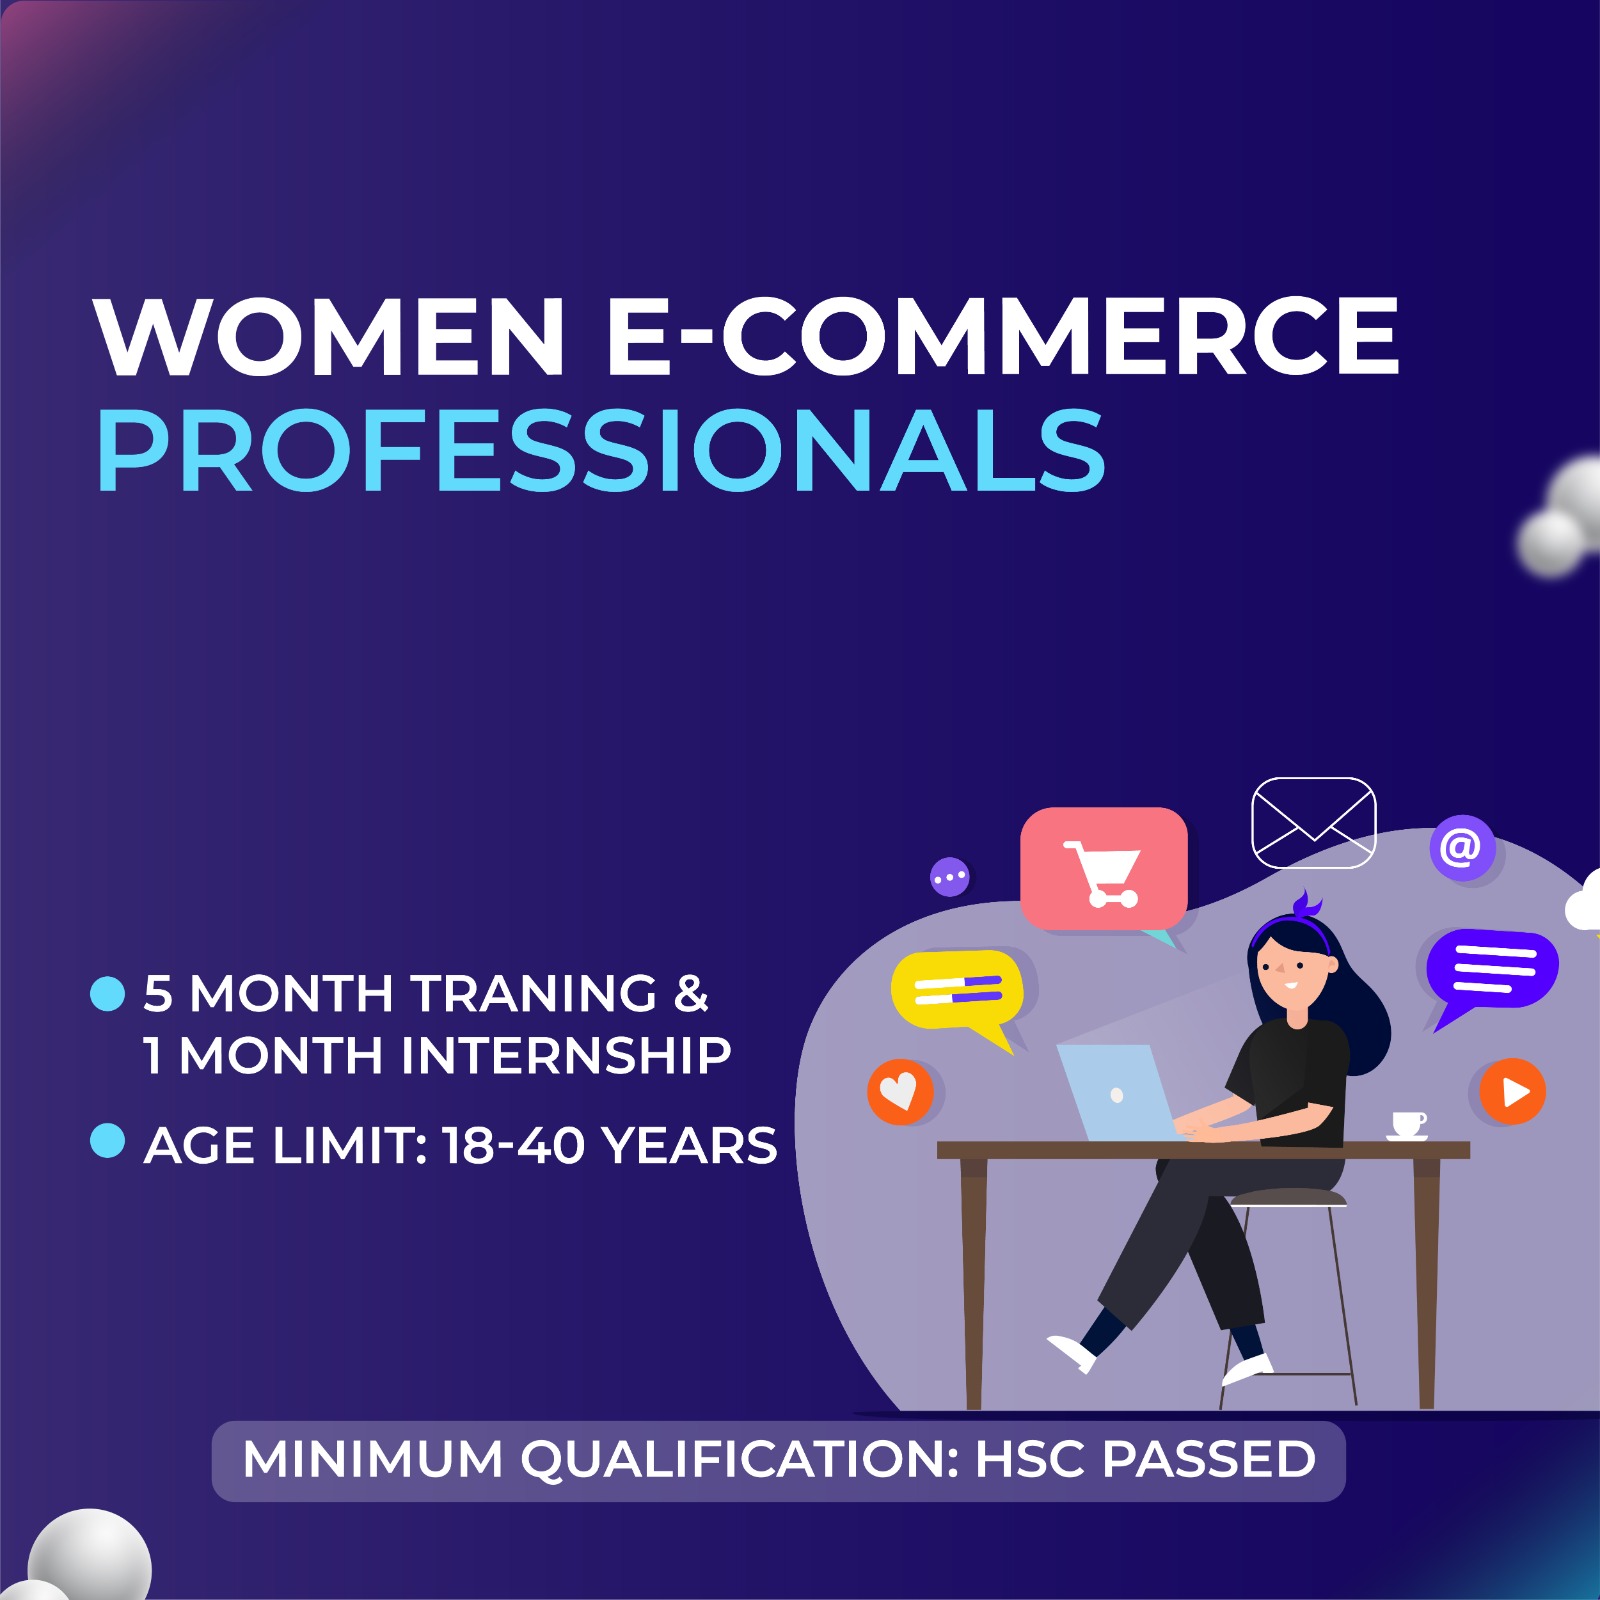 WOMEN E-COMMERCE
PROFESSIONALS
@
5 MONTH TRANING &
1 MONTH INTERNSHIP
AGE LIMIT: 18-40 YEARS
MINIMUM QUALIFICATION: HSC PASSED